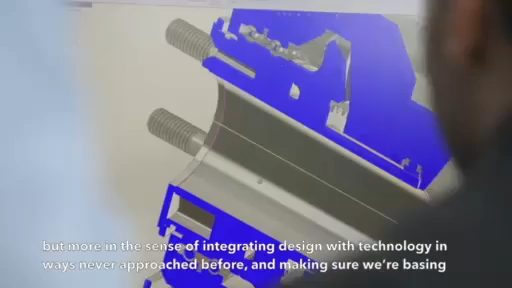 but more in the sense of integrating design with technology in
ways never approached before, and making sure we're basing